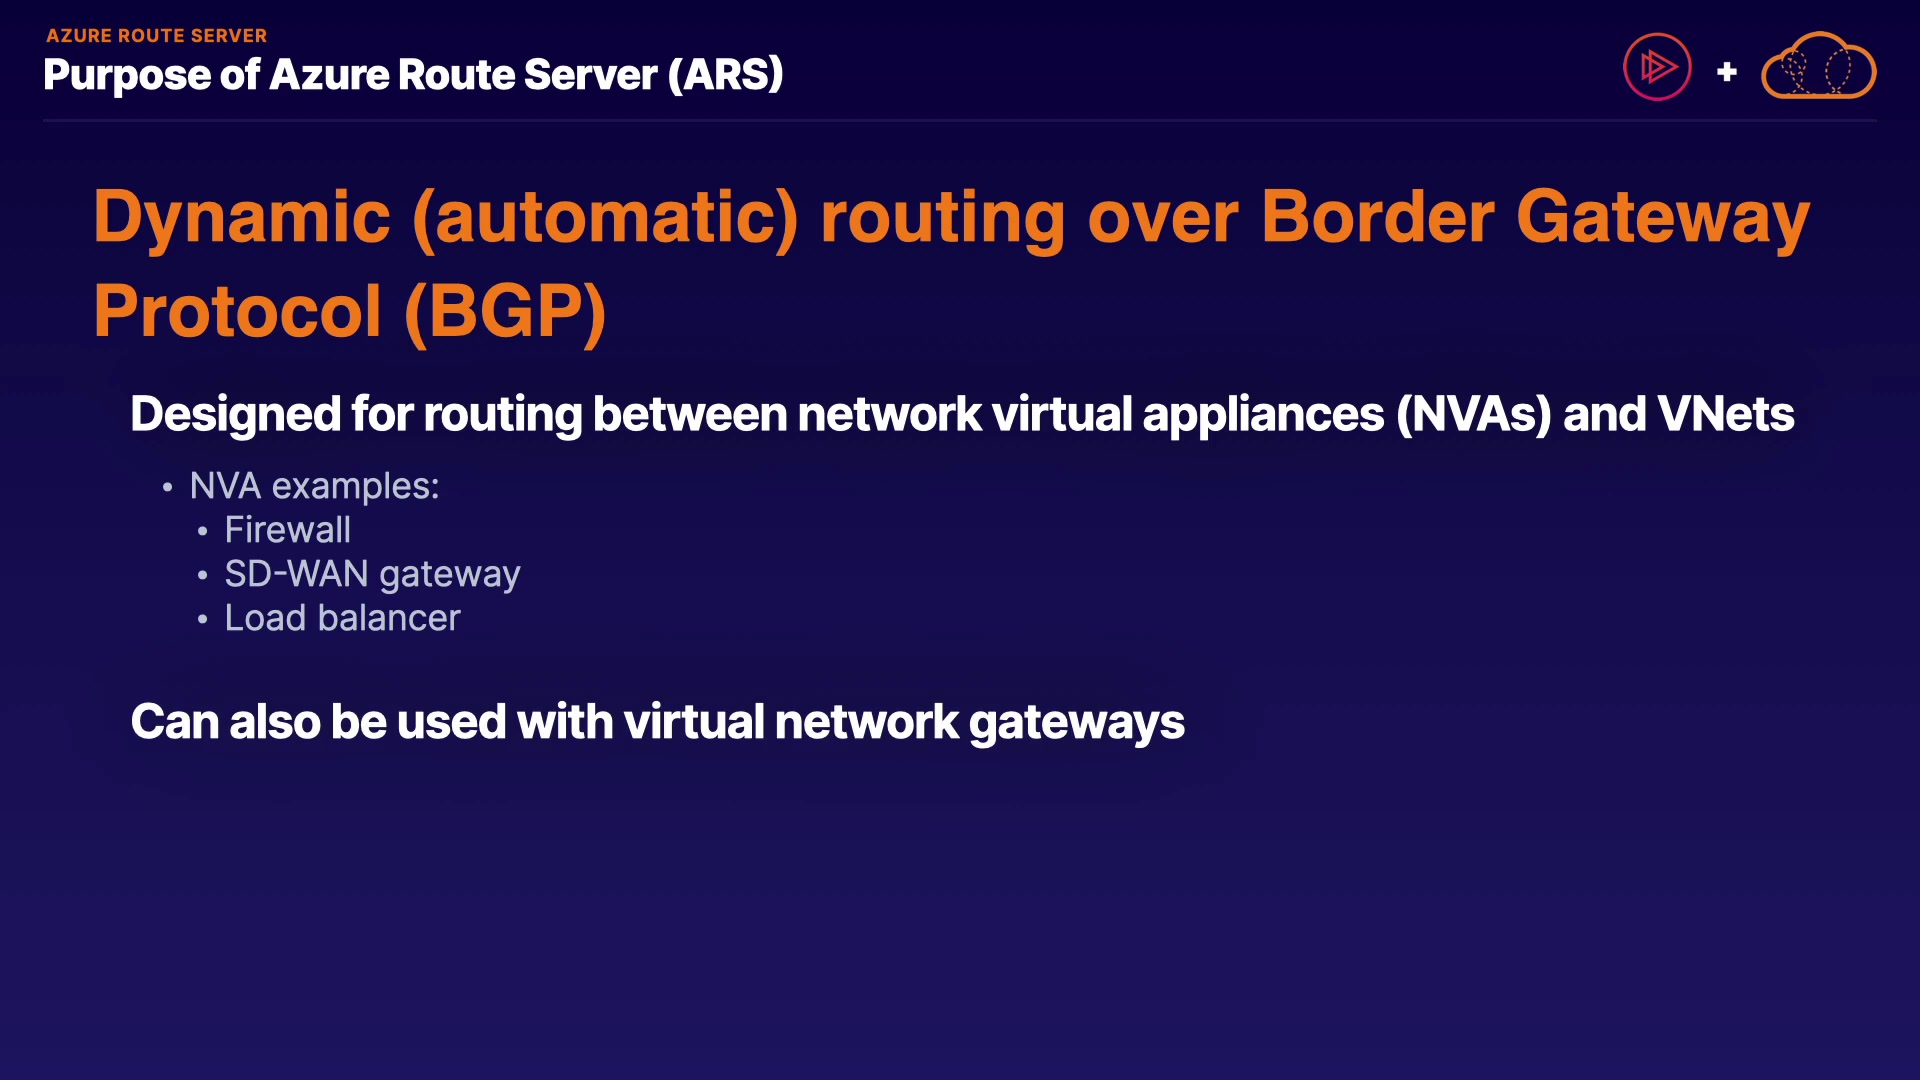 AZURE ROUTE SERVER
Purpose of Azure Route Server (ARS)
+
Dynamic (automatic) routing over Border Gateway
Protocol (BGP)
Designed for routing between network virtual appliances (NVAs) and VNets
• NVA examples:
• Firewall
• SD-WAN gateway
• Load balancer
Can also be used with virtual network gateways